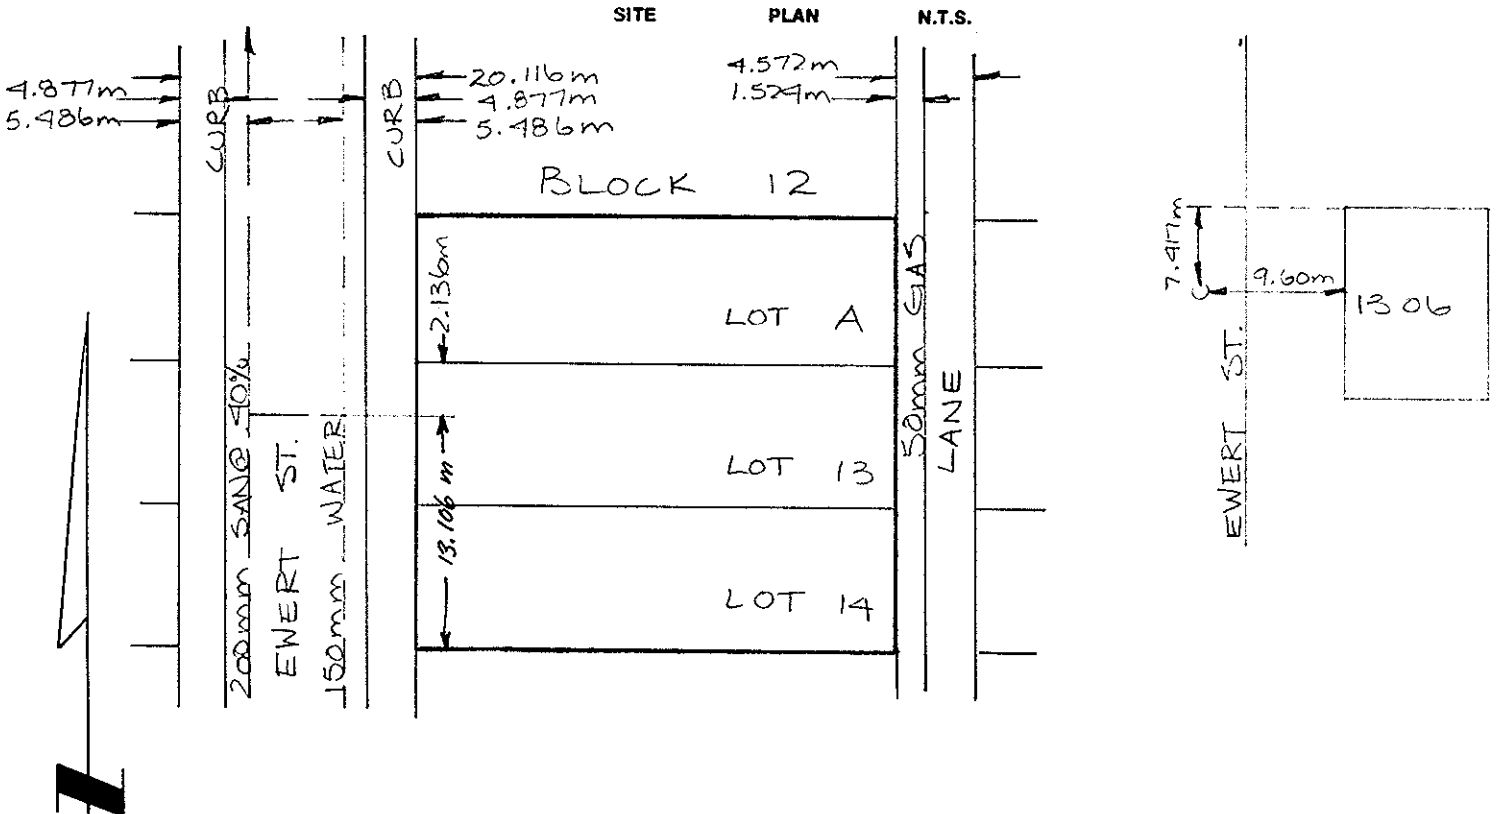 SITE PLAN N.T.S.
4.877m
5.486m
CURB
CURB
20.116m
4.877m
5.486m
4.572m
1.524m
BLOCK 12
2.136m
LOT A
LOT 13
13.106 m
LOT 14
200mm SAN@ .40%
EWERT ST.
150mm WATER
50mm GAS
LANE
7.417m
9.60m
1306
EWERT ST.